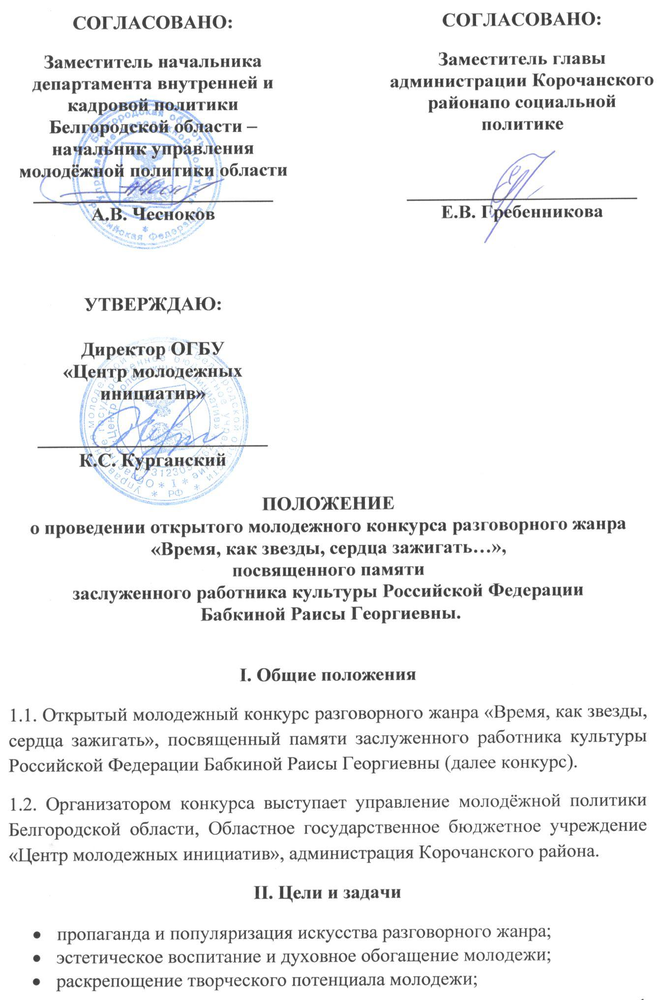 СОГЛАСОВАНО:
Заместитель начальника
департамента внутренней и
кадровой политики
Белгородской области –
начальник управления
молодёжной политики области
А.В. Чесноков
СОГЛАСОВАНО:
Заместитель главы
администрации Корочанского
районапо социальной
политике
Е.В. Гребенникова
УТВЕРЖДАЮ:
Директор ОГБУ
«Центр молодежных
инициатив»
К.С. Курганский
ПОЛОЖЕНИЕ
о проведении открытого молодежного конкурса разговорного жанра
«Время, как звезды, сердца зажигать…»,
посвященного памяти
заслуженного работника культуры Российской Федерации
Бабкиной Раисы Георгиевны.
I. Общие положения
1.1. Открытый молодежный конкурс разговорного жанра «Время, как звезды,
сердца зажигать», посвященный памяти заслуженного работника культуры
Российской Федерации Бабкиной Раисы Георгиевны (далее конкурс).
1.2. Организатором конкурса выступает управление молодёжной политики
Белгородской области, Областное государственное бюджетное учреждение
«Центр молодежных инициатив», администрация Корочанского района.
II. Цели и задачи
• пропаганда и популяризация искусства разговорного жанра;
• эстетическое воспитание и духовное обогащение молодежи;
• раскрепощение творческого потенциала молодежи;